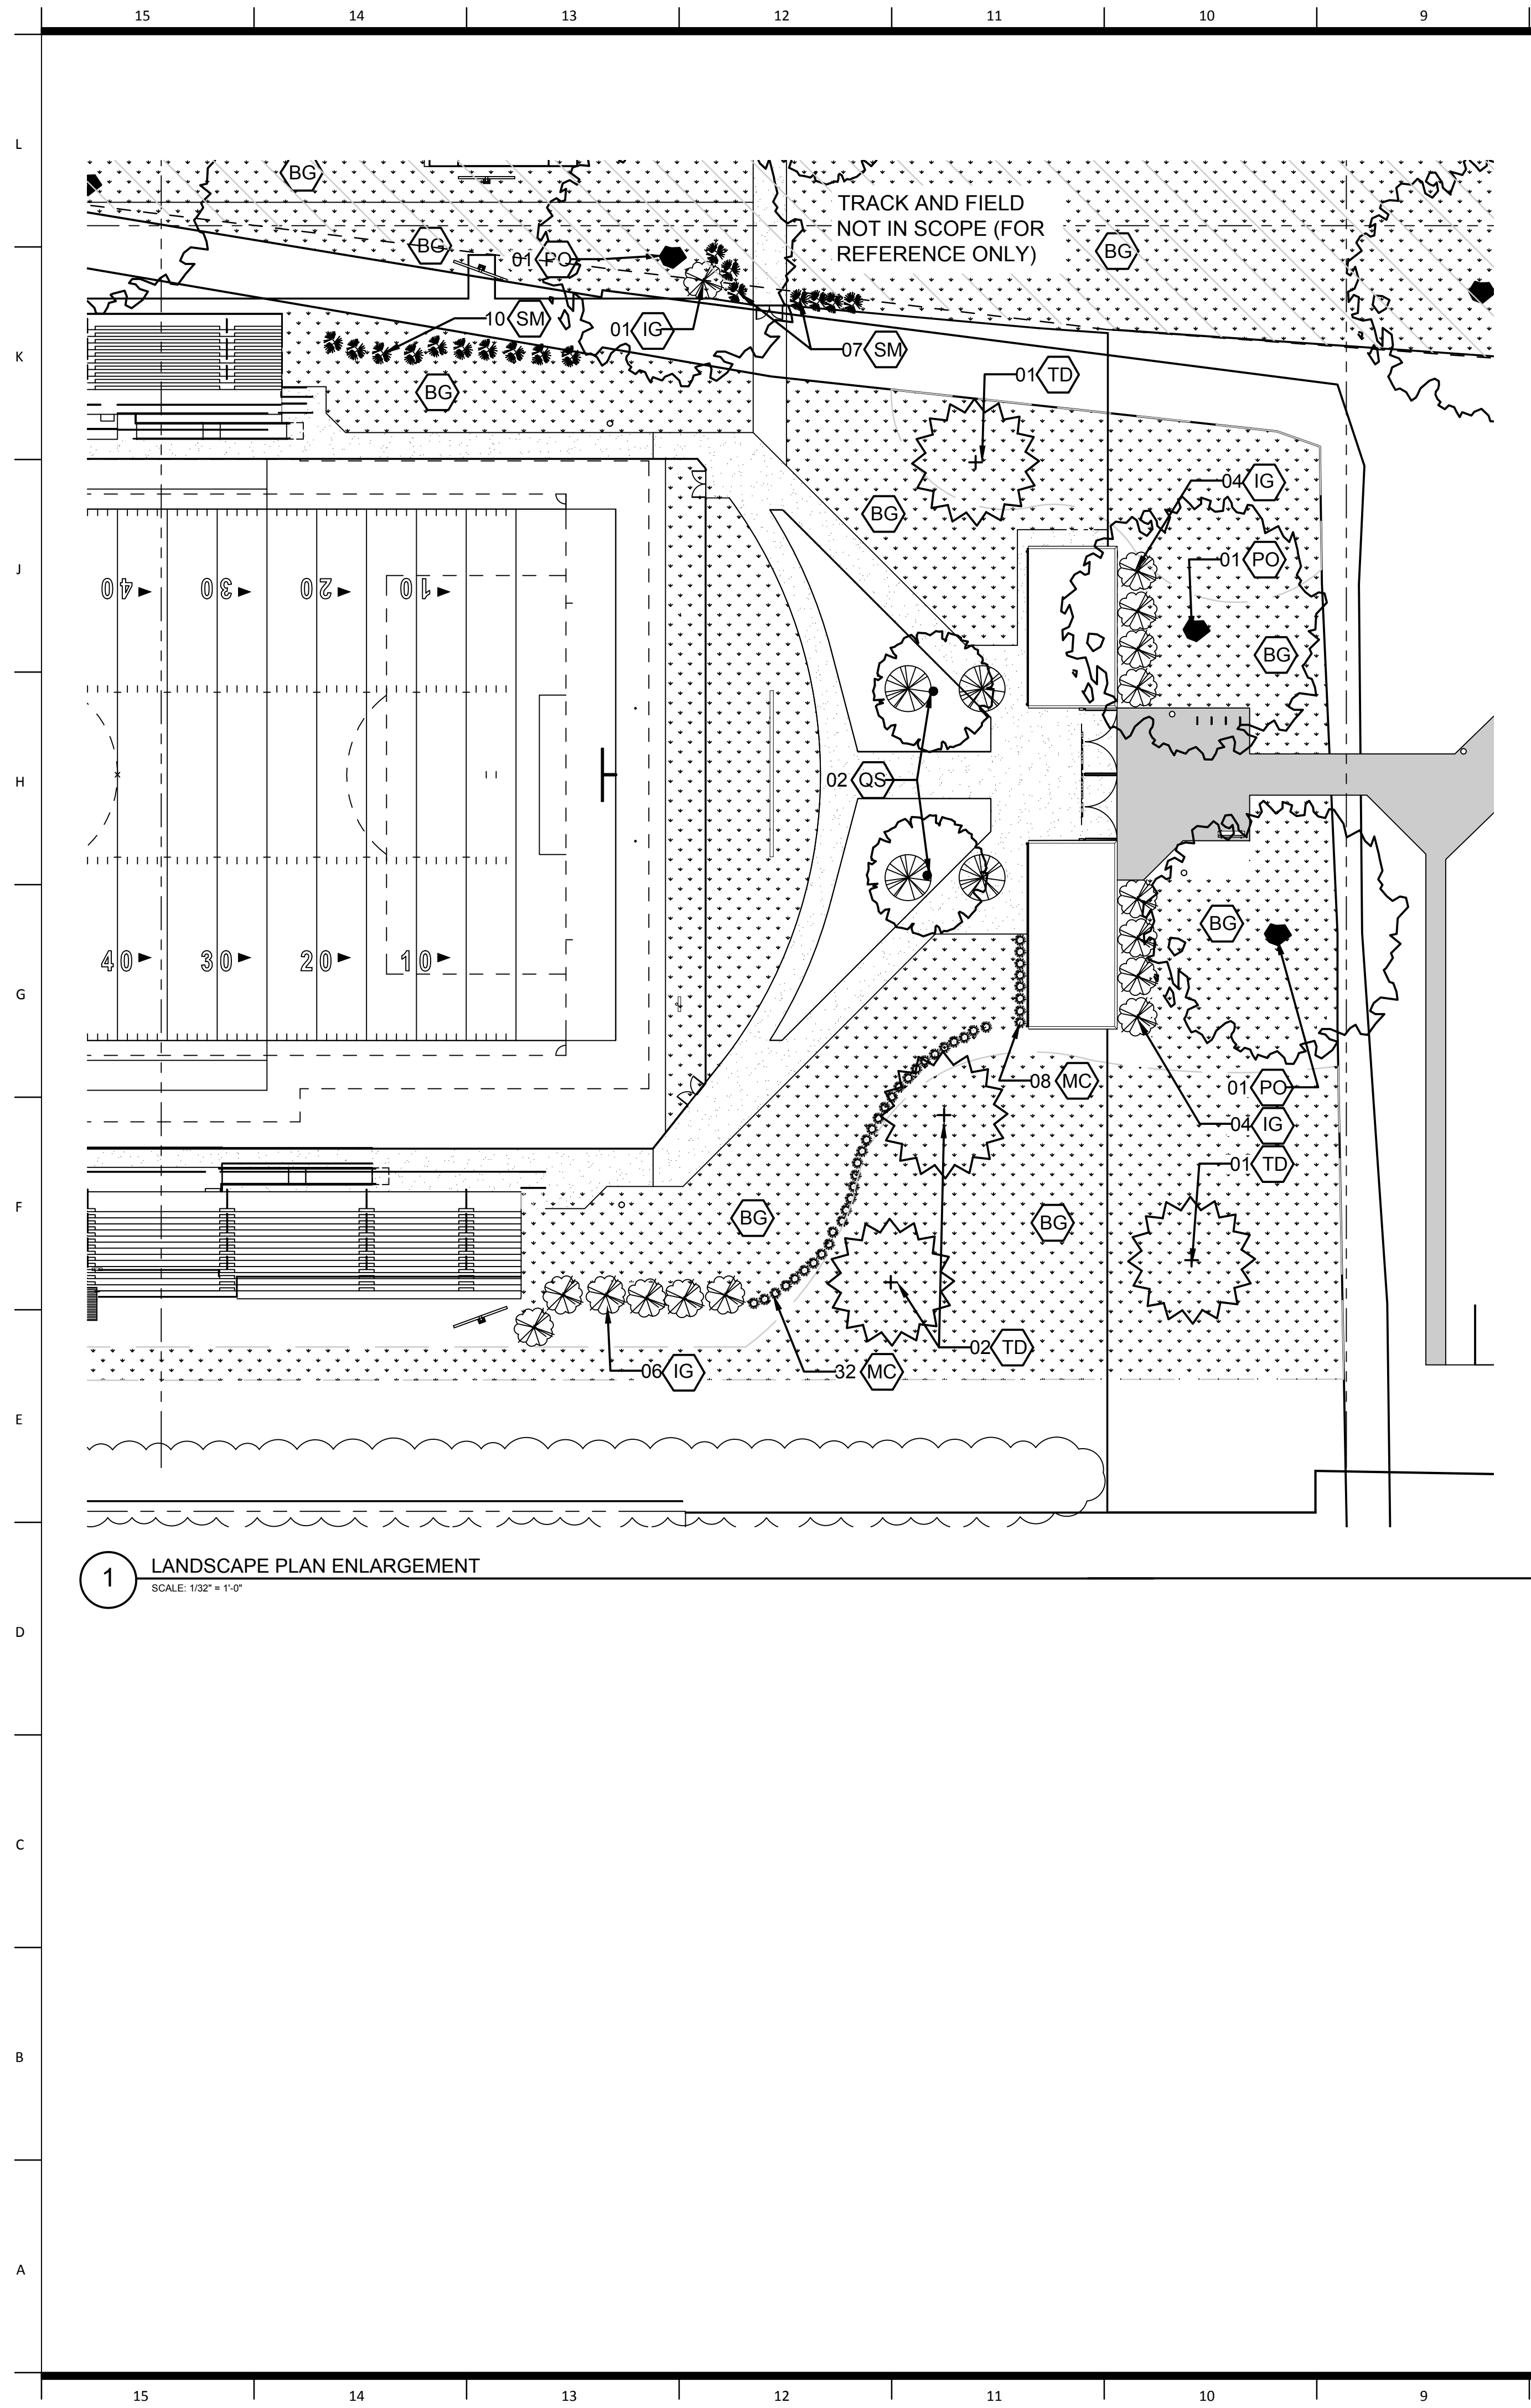 15 14 13 12 11 10 9
L
BG
TRACK AND FIELD
NOT IN SCOPE (FOR
REFERENCE ONLY)
BG
01 PO
BG
10 SM
01 IG
07 SM
K
01 TD
BG
04 IG
BG
J
01 PO
40 30 20 10
BG
H
02 QS
BG
40 30 20 10
G
08 MC
01 PO
04 IG
01 TD
F
BG
BG
02 TD
06 IG
32 MC
E
1
LANDSCAPE PLAN ENLARGEMENT
SCALE: 1/32" = 1'-0"
D
C
B
A
15 14 13 12 11 10 9